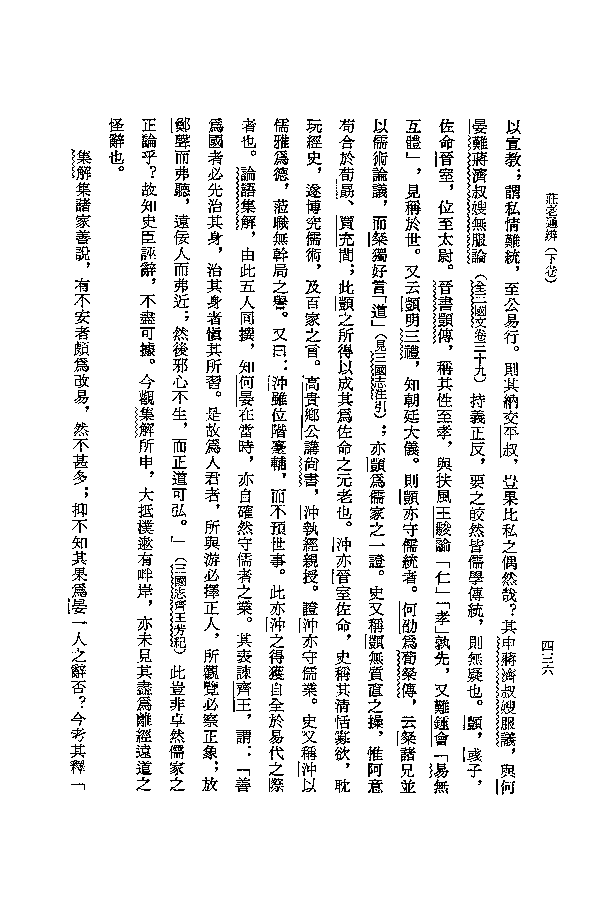 莊老通辨（下卷）
四三六
以宣教；謂私情難統，至公易行。則其納交平叔，豈果比私之偶然哉？其申蔣濟叔嫂服議，與何
晏難蔣濟叔嫂無服論（全三國文卷三十九）持義正反，要之皎然皆儒學傳統，則無疑也。顗，彧子，
佐命晉室，位至太尉。晉書顗傳，稱其性至孝，與扶風王駿論「仁」「孝」孰先，又難鍾會「易無
互體」，見稱於世。又云顗明三禮，知朝廷大儀。則顗亦守儒統者。何劭為荀粲傳，云粲諸兄並
以儒術論議，而粲獨好言「道」（見三國志注引）；亦顗為儒家之一證。史又稱顗無質直之操，惟阿意
苟合於荀勗、賈充間；此顗之所得以成其為佐命之元老也。沖亦晉室佐命，史稱其清恬寡欲，耽
玩經史，遂博究儒術，及百家之言。高貴鄉公講尚書，沖執經親授。證沖亦守儒業。史又稱沖以
儒雅為德，蒞職無幹局之譽。又曰：沖雖位階臺輔，而不預世事。此亦沖之得獲自全於易代之際
者也。論語集解，由此五人同撰，知何晏在當時，亦自確然守儒者之業。其奏諫齊王，謂：「善
為國者必先治其身，治其身者慎其所習。是故為人君者，所與游必擇正人，所觀覽必察正象；放
鄭聲而弗聽，遠佞人而弗近；然後邪心不生，而正道可弘。」（三國志齊王芳紀）此豈非卓然儒家之
正論乎？故知史臣誣辭，不盡可據。今觀集解所申，大抵樸遬有畔岸，亦未見其盡為離經遠道之
怪辭也。
集解集諸家善說，有不安者頗為改易，然不甚多；抑不知其果為晏一人之辭否？今考其釋「